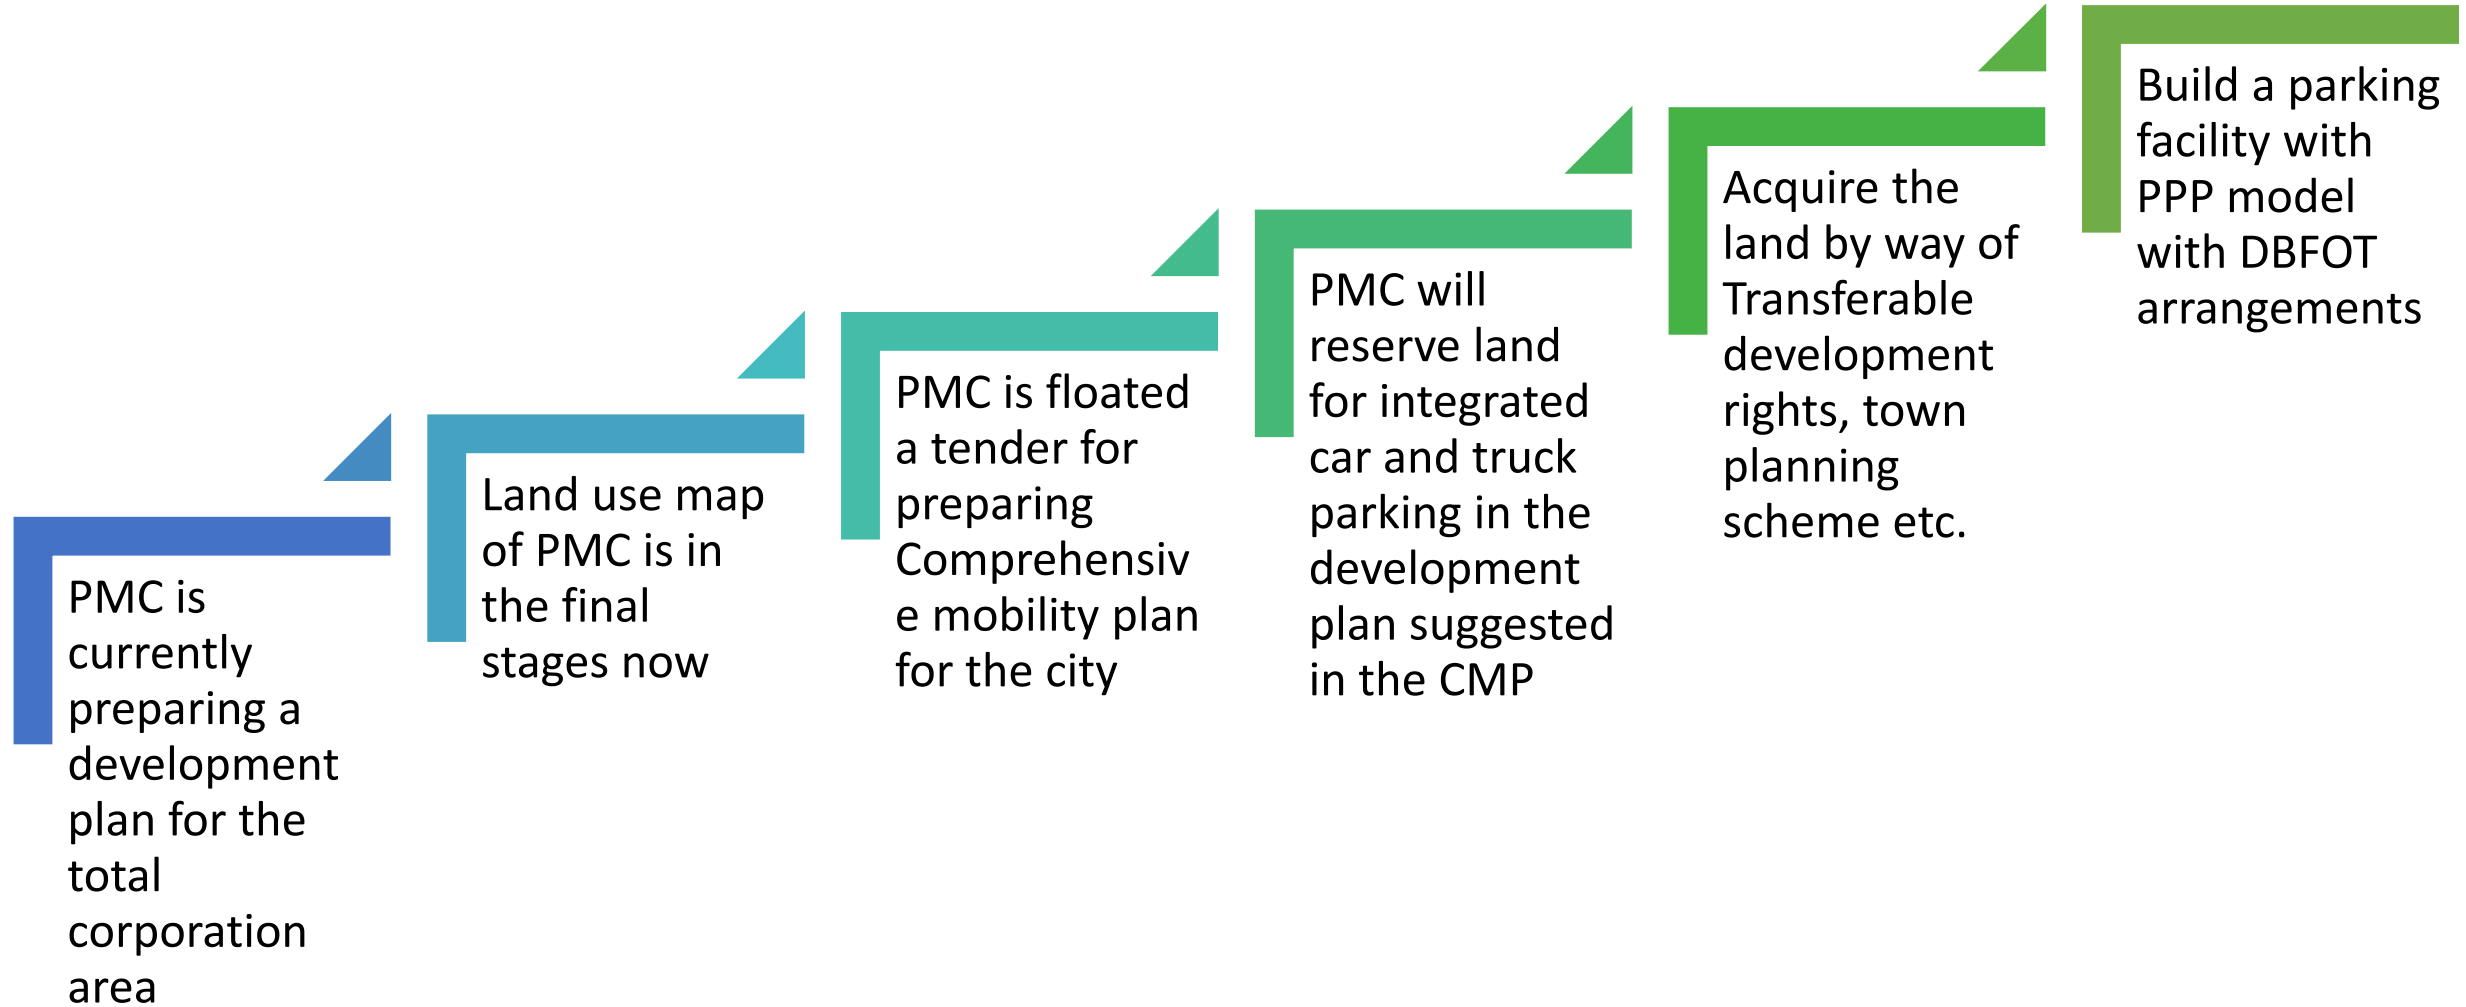 PMC is
currently
preparing a
development
plan for the
total
corporation
area
Land use map
of PMC is in
the final
stages now
PMC is floated
a tender for
preparing
Comprehensiv
e mobility plan
for the city
PMC will
reserve land
for integrated
car and truck
parking in the
development
plan suggested
in the CMP
Acquire the
land by way of
Transferable
development
rights, town
planning
scheme etc.
Build a parking
facility with
PPP model
with DBFOT
arrangements